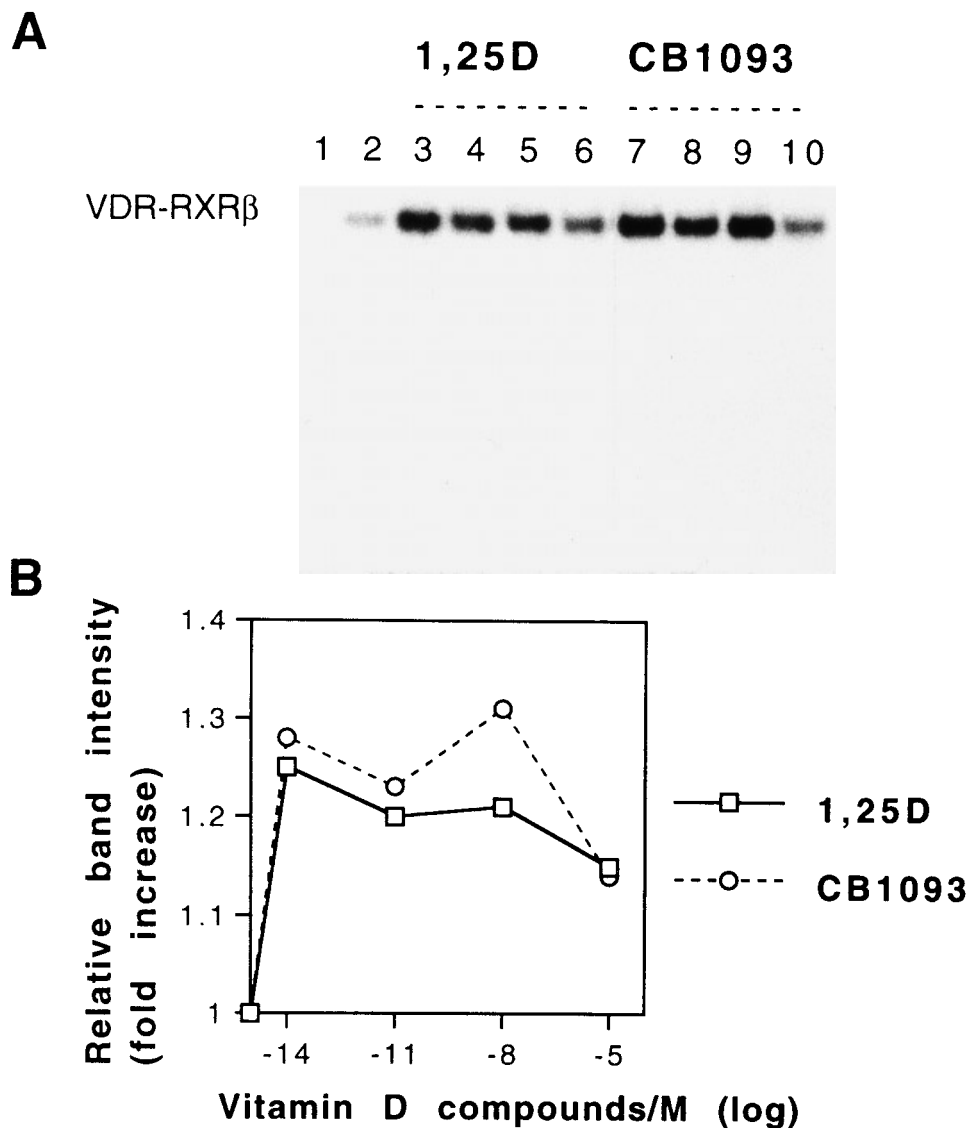 A
1,25D CB1093
1 2 3 4 5 6 7 8 9 10
VDR-RXRβ
B
Relative band intensity
(fold increase)
1.4
1.3
1.2
1.1
1
-14 -11 -8 -5
Vitamin D compounds/M (log)
1,25D
CB1093